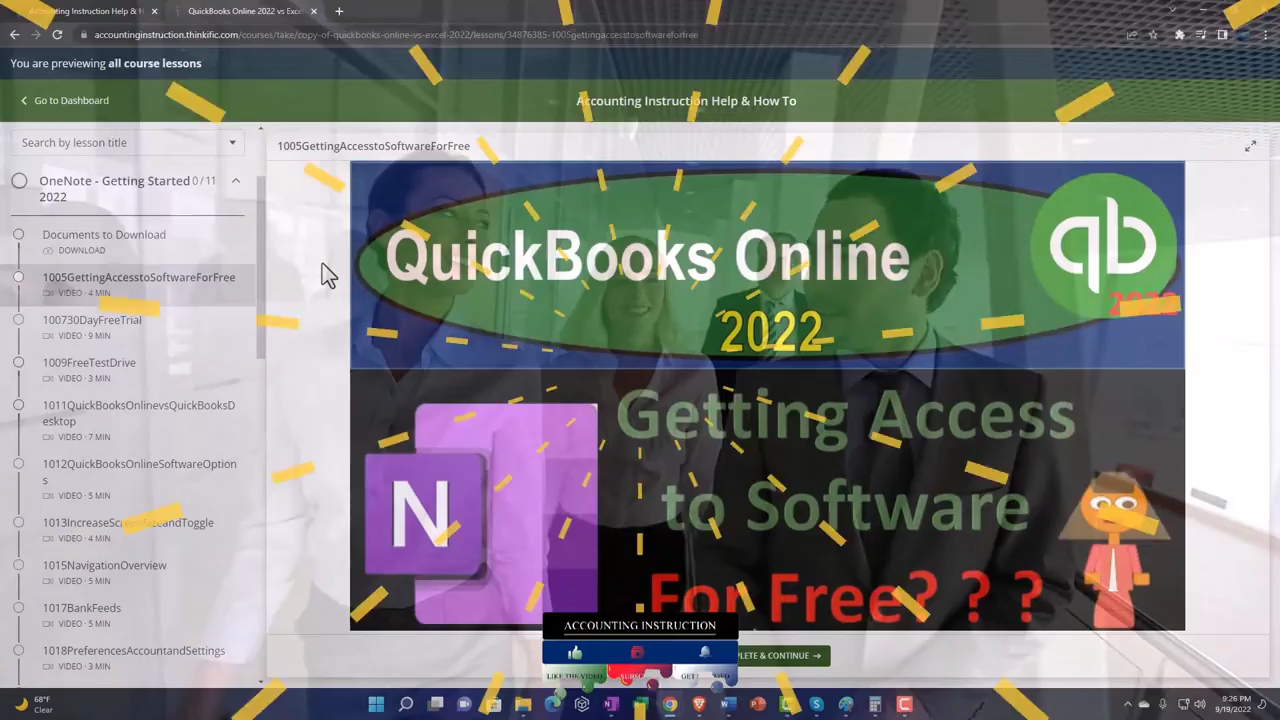 Accounting Instruction Help & H
QuickBooks Online 2022 vs Exce
accountinginstruction.thinkific.com/courses/take/copy-of-quickbooks-online-vs-excel-2022/lessons/34876385-1005gettingaccesstosoftwareforfree
You are previewing all course lessons
Go to Dashboard
Accounting Instruction Help & How To
Search by lesson title
1005GettingAccesstoSoftwareForFree
OneNote - Getting Started 0/11
2022
Documents to Download
DOWNLOAD
1005GettingAccesstoSoftwareForFree
VIDEO · 4 MIN
100730DayFreeTrial
VIDEO · 9 MIN
1009FreeTestDrive
VIDEO · 3 MIN
1011QuickBooksOnlinevsQuickBooksD
esktop
VIDEO · 7 MIN
1012QuickBooksOnlineSoftwareOption
s
VIDEO · 5 MIN
1013IncreaseScreenSizeandToggle
VIDEO · 4 MIN
1015NavigationOverview
VIDEO · 5 MIN
1017BankFeeds
VIDEO · 5 MIN
1018PreferencesAccountandSettings
VIDEO · 3 MIN
QuickBooks Online
qb
2022
2022
Getting Access
to Software
For Free? ? ?
N
ACCOUNTING INSTRUCTION
LIKE THE VIDEO
PLETE & CONTINUE →
68°F
Clear
9:26 PM
9/19/2022